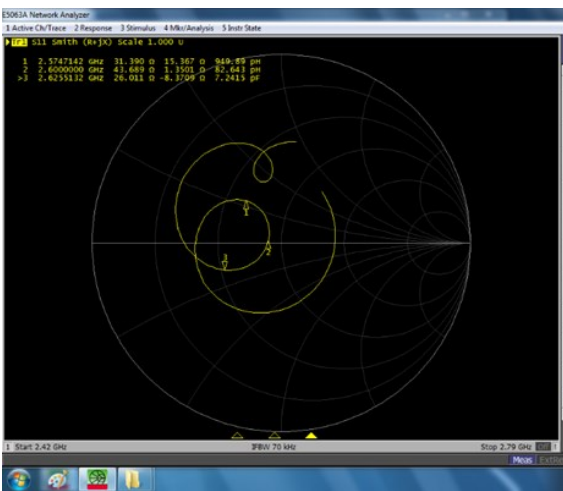 E5063A Network Analyzer
1 Active Ch/Trace 2 Response 3 Stimulus 4 Mkr/Analysis 5 Instr State
Tr1 S11 Smith (R+jX) Scale 1.000 U
1 2.5747142 GHz 31.390 Ω 15.367 Ω 949.89 pH
2 2.6000000 GHz 43.689 Ω 1.3501 Ω 82.643 pH
>3 2.6255132 GHz 26.011 Ω -8.3709 Ω 7.2415 pF
1
3
2
1 Start 2.42 GHz IFBW 70 kHz Stop 2.79 GHz Off
Meas